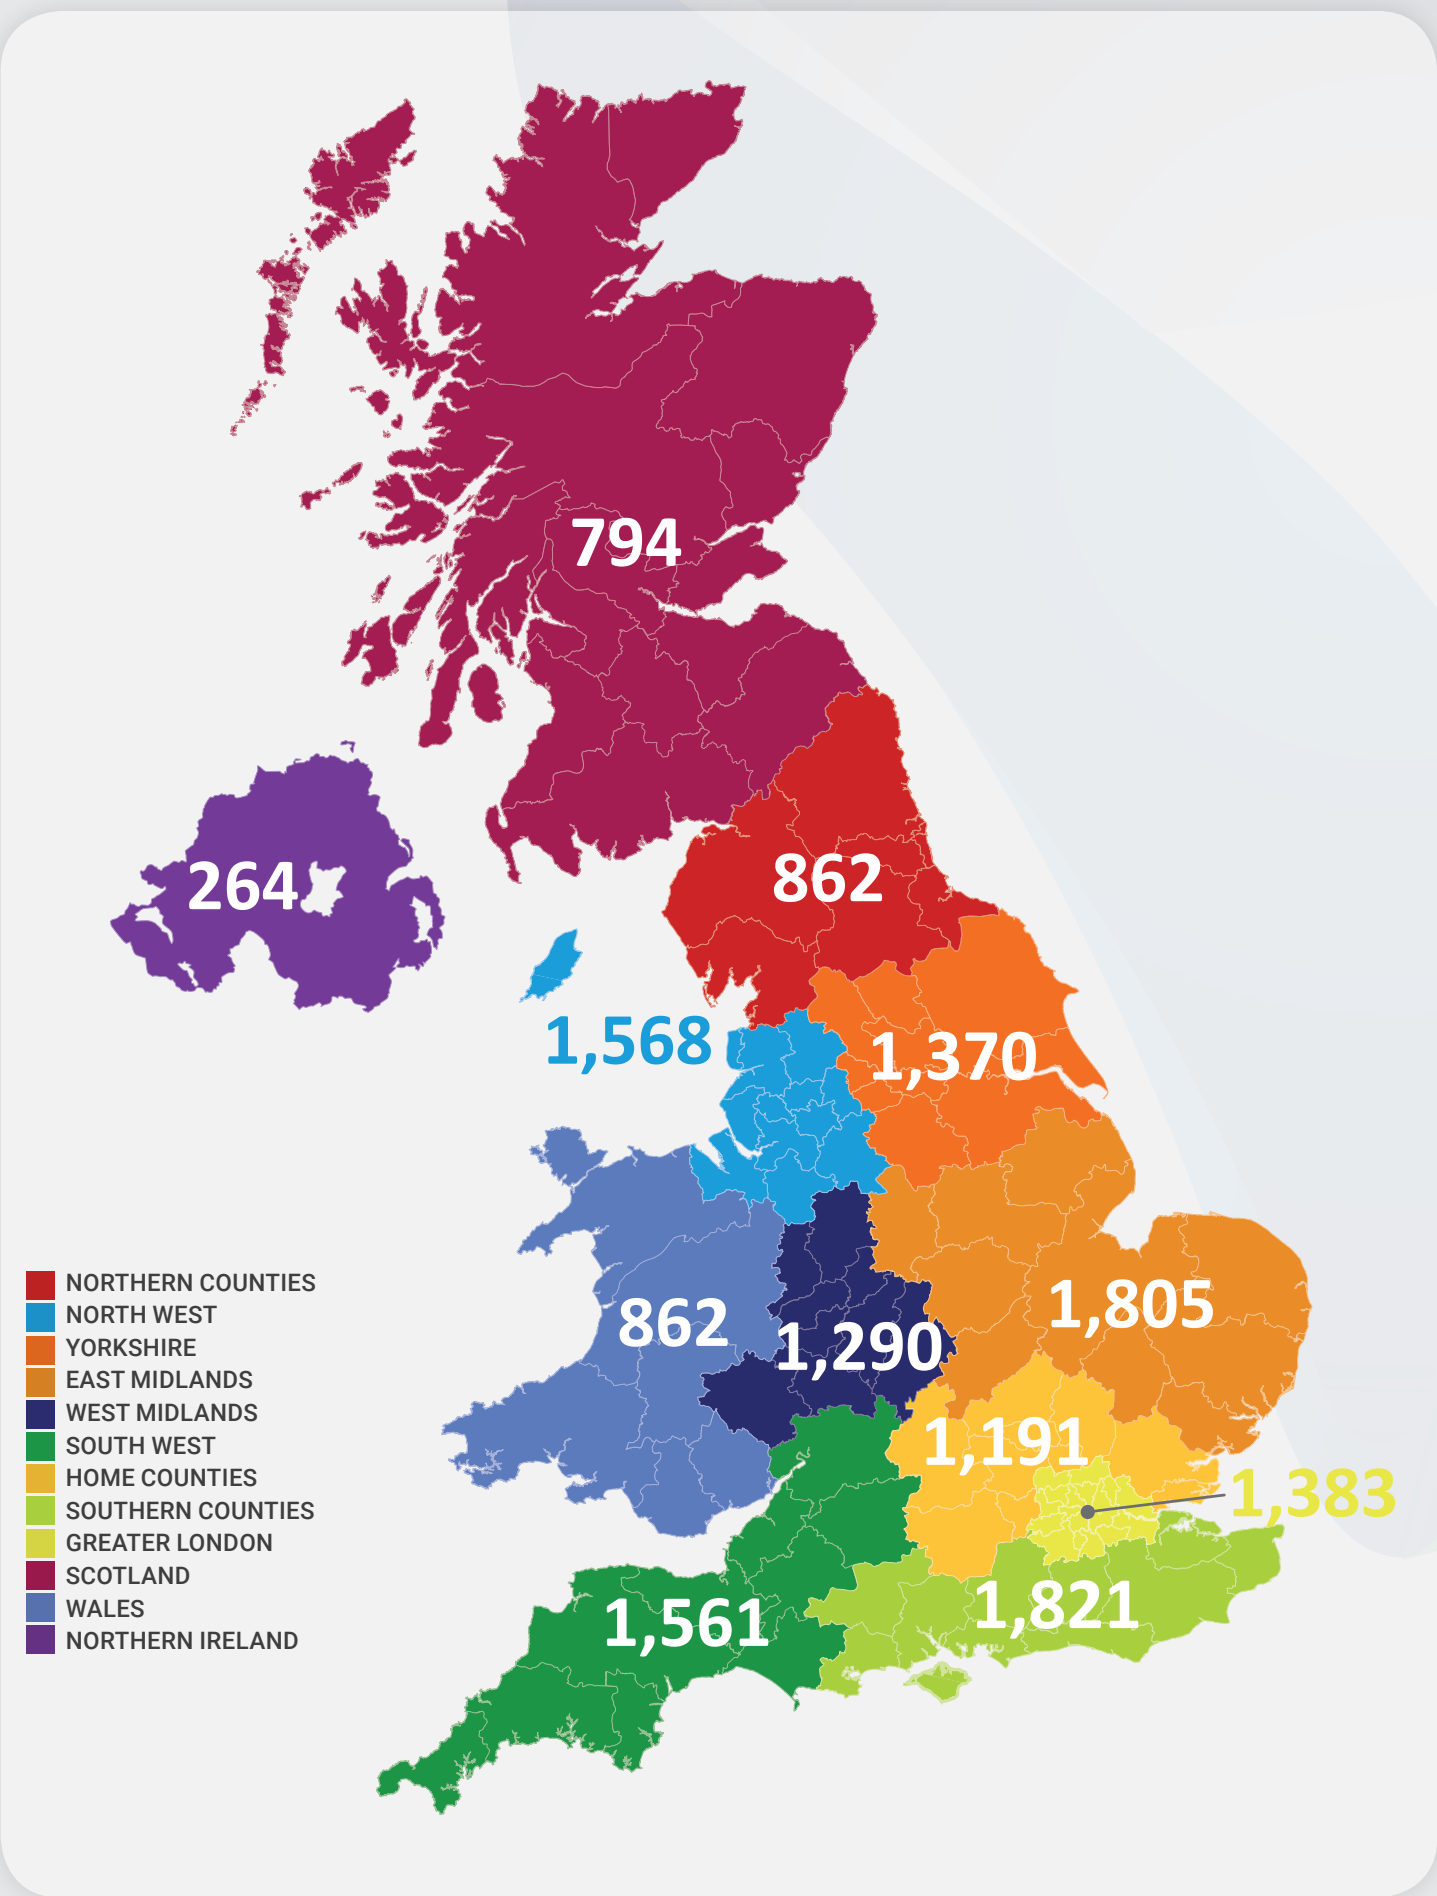 794
264
862
1,568
1,370
862
1,290
1,805
1,191
1,383
1,561
1,821
NORTHERN COUNTIES
NORTH WEST
YORKSHIRE
EAST MIDLANDS
WEST MIDLANDS
SOUTH WEST
HOME COUNTIES
SOUTHERN COUNTIES
GREATER LONDON
SCOTLAND
WALES
NORTHERN IRELAND